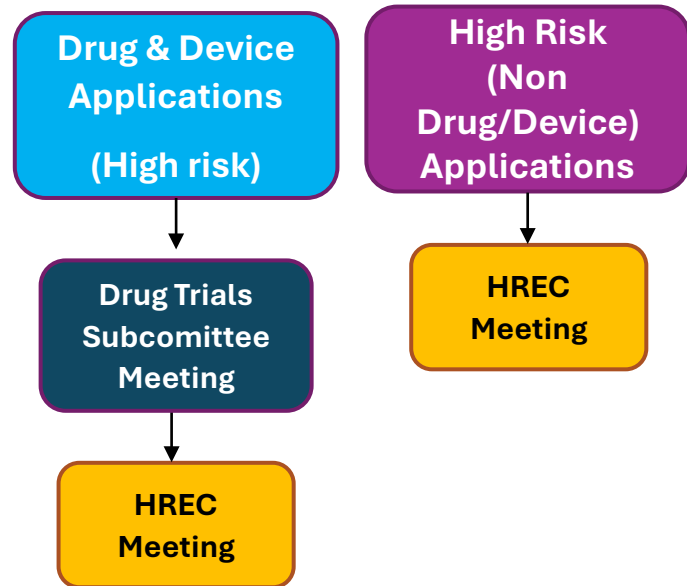 Drug & Device
Applications
(High risk)
Drug Trials
Subcomittee
Meeting
HREC
Meeting
High Risk
(Non
Drug/Device)
Applications
HREC
Meeting